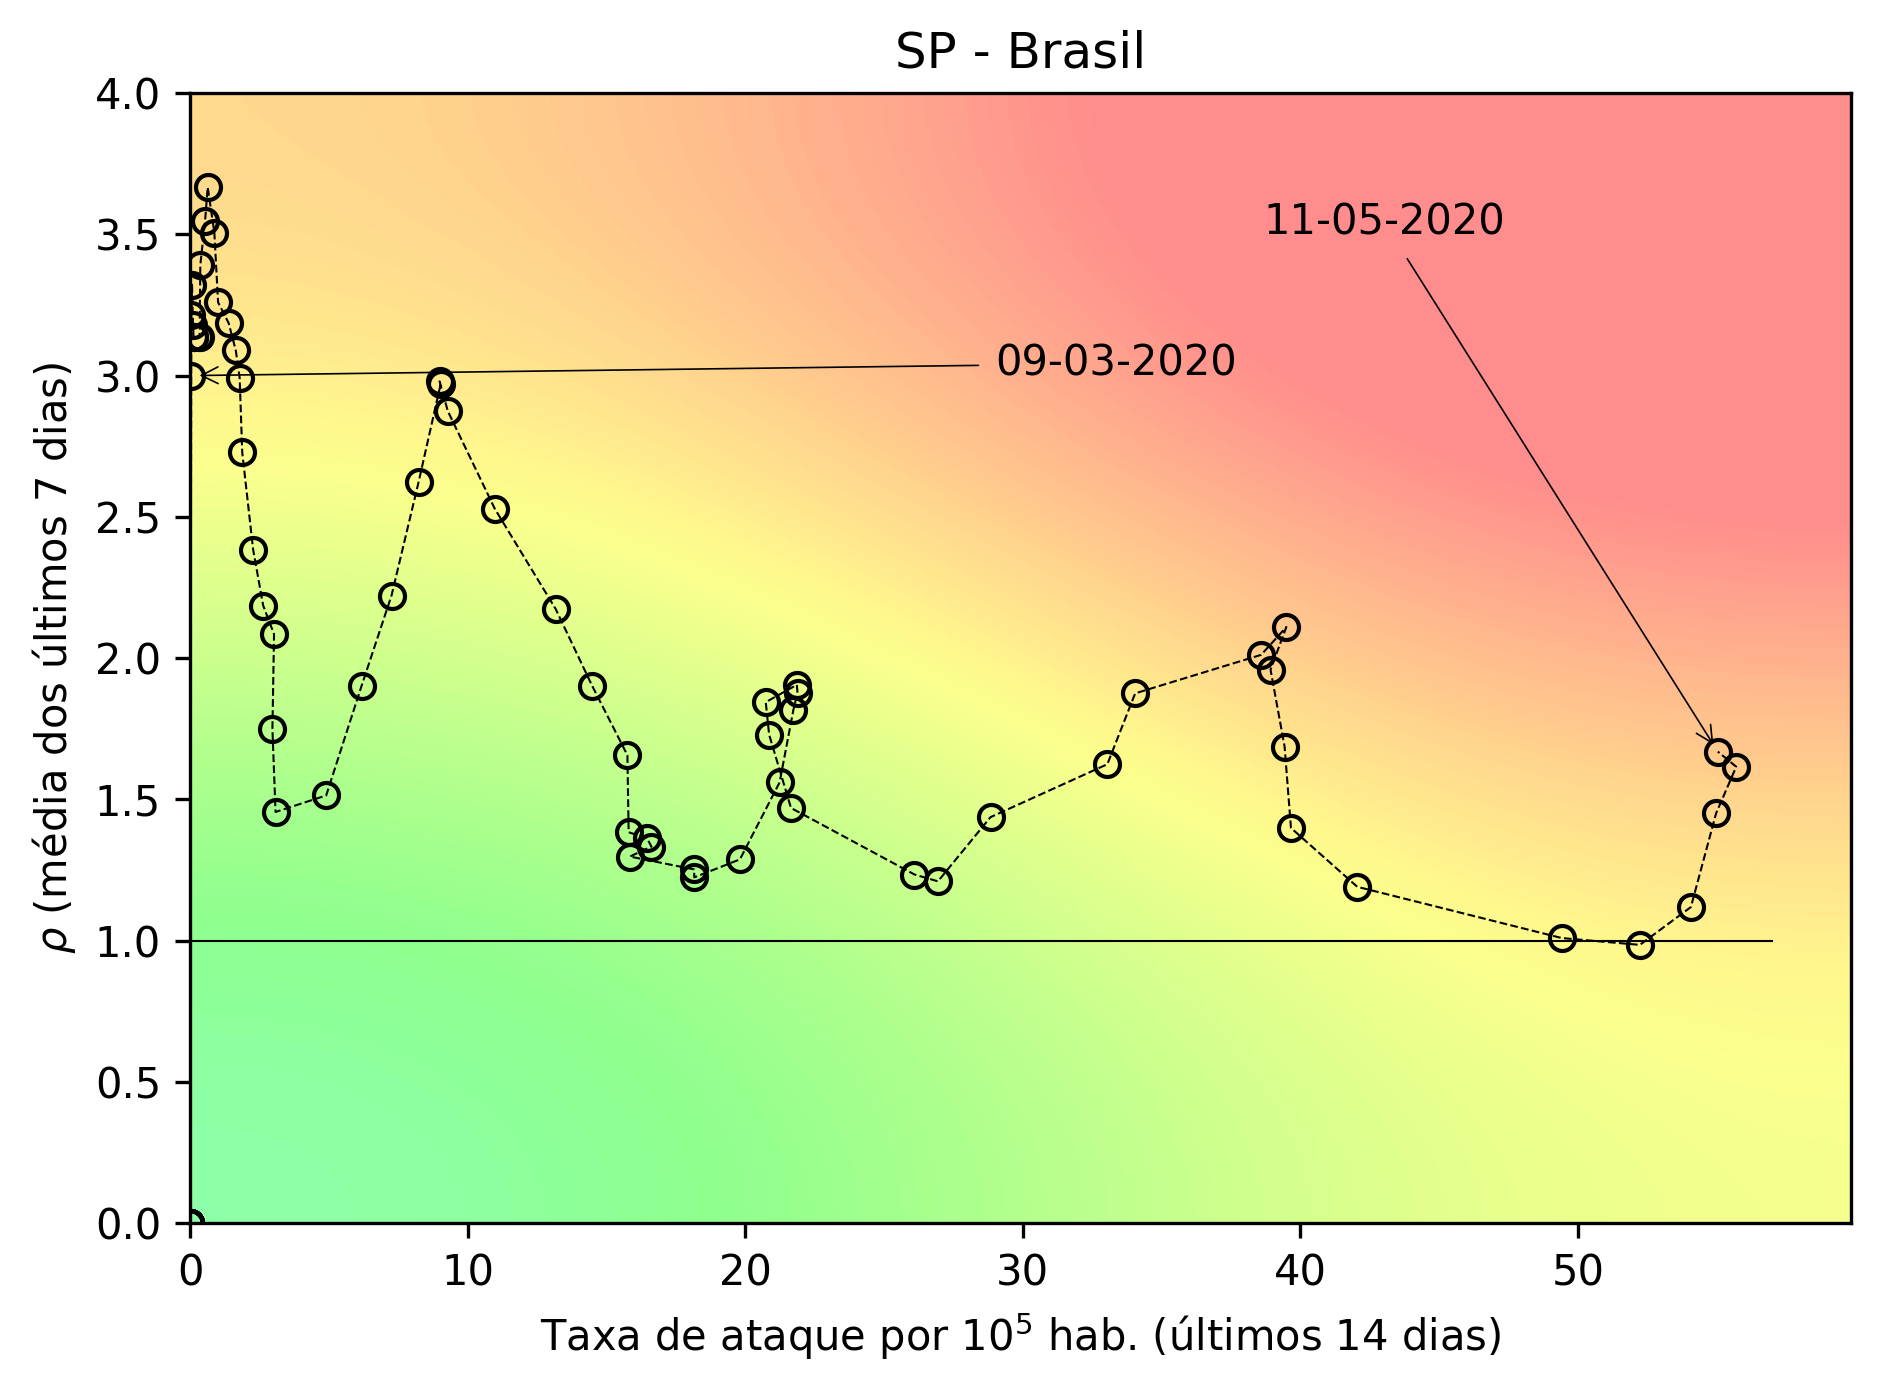 SP - Brasil
4.0
3.5
3.0
2.5
2.0
1.5
1.0
0.5
0.0
ρ (média dos últimos 7 dias)
11-05-2020
09-03-2020
0 10 20 30 40 50
Taxa de ataque por 10⁵ hab. (últimos 14 dias)